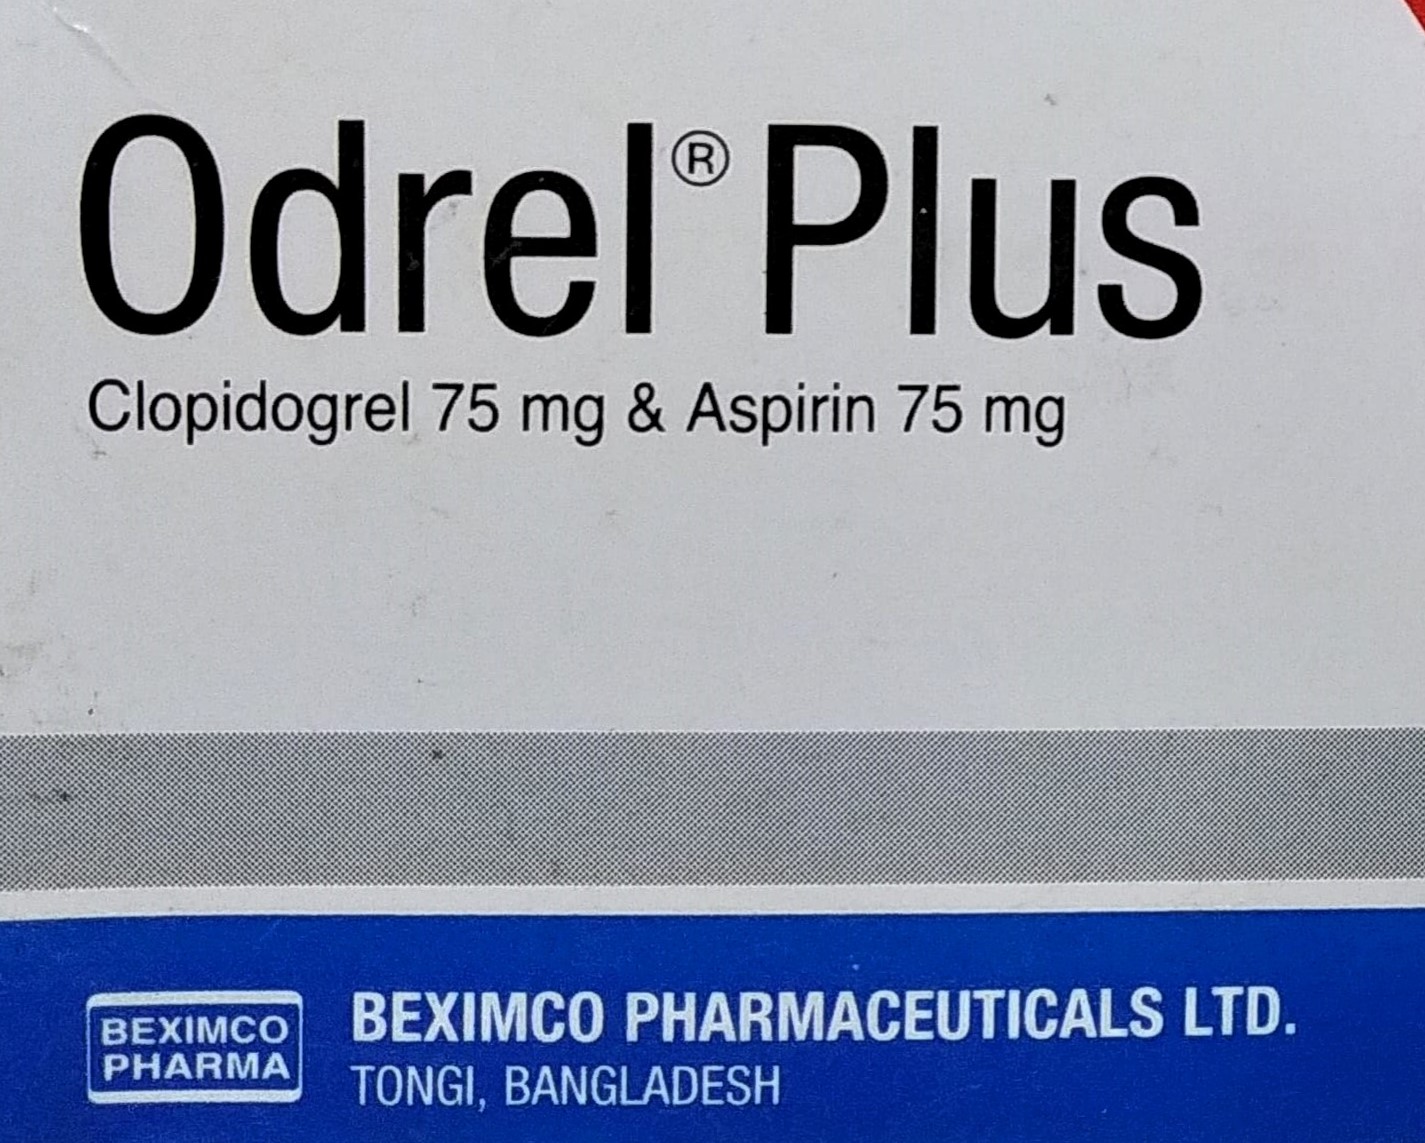 Odrel® Plus
Clopidogrel 75 mg & Aspirin 75 mg
BEXIMCO
PHARMA
BEXIMCO PHARMACEUTICALS LTD.
TONGI, BANGLADESH